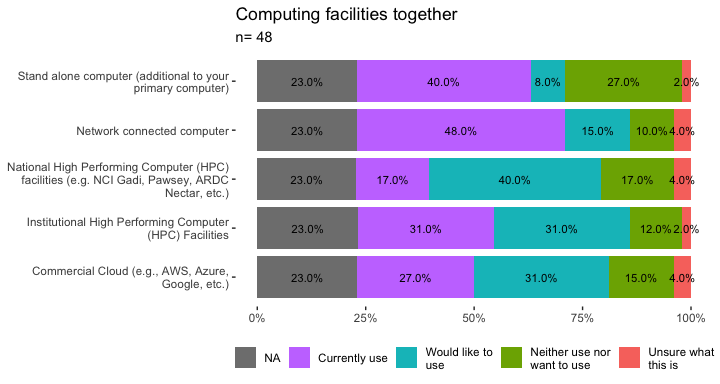 Computing facilities together
n= 48
Stand alone computer (additional to your
primary computer)
23.0% 40.0% 8.0% 27.0% 2.0%
Network connected computer
23.0% 48.0% 15.0% 10.0% 4.0%
National High Performing Computer (HPC)
facilities (e.g. NCI Gadi, Pawsey, ARDC
Nectar, etc.)
23.0% 17.0% 40.0% 17.0% 4.0%
Institutional High Performing Computer
(HPC) Facilities
23.0% 31.0% 31.0% 12.0% 2.0%
Commercial Cloud (e.g., AWS, Azure,
Google, etc.)
23.0% 27.0% 31.0% 15.0% 4.0%
0% 25% 50% 75% 100%
NA
Currently use
Would like to
use
Neither use nor
want to use
Unsure what
this is